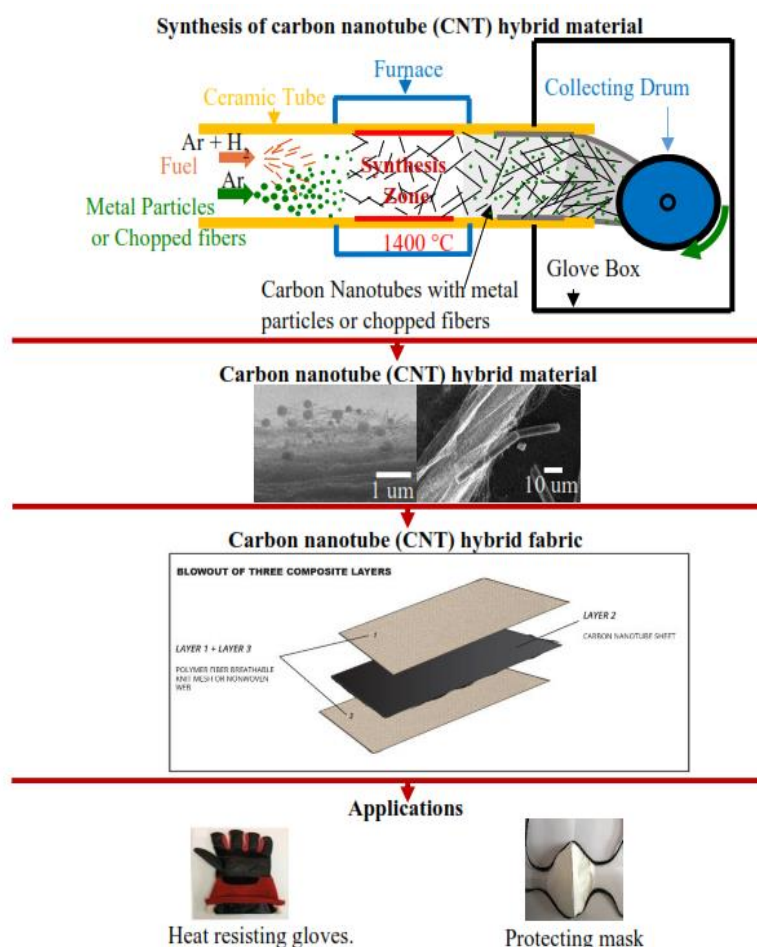 Synthesis of carbon nanotube (CNT) hybrid material
Furnace
Ceramic Tube
Collecting Drum
Ar + H2
Fuel
Ar
Synthesis
Zone
Metal Particles
or Chopped fibers
1400 °C
Glove Box
Carbon Nanotubes with metal
particles or chopped fibers
Carbon nanotube (CNT) hybrid material
1 um
10 um
Carbon nanotube (CNT) hybrid fabric
BLOWOUT OF THREE COMPOSITE LAYERS
1
LAYER 2
CARBON NANOTUBE SHEET
LAYER 1 + LAYER 3
POLYMER FIBER BREATHABLE
KNIT MESH OR NONWOVEN
WEB
3
Applications
Heat resisting gloves.
Protecting mask